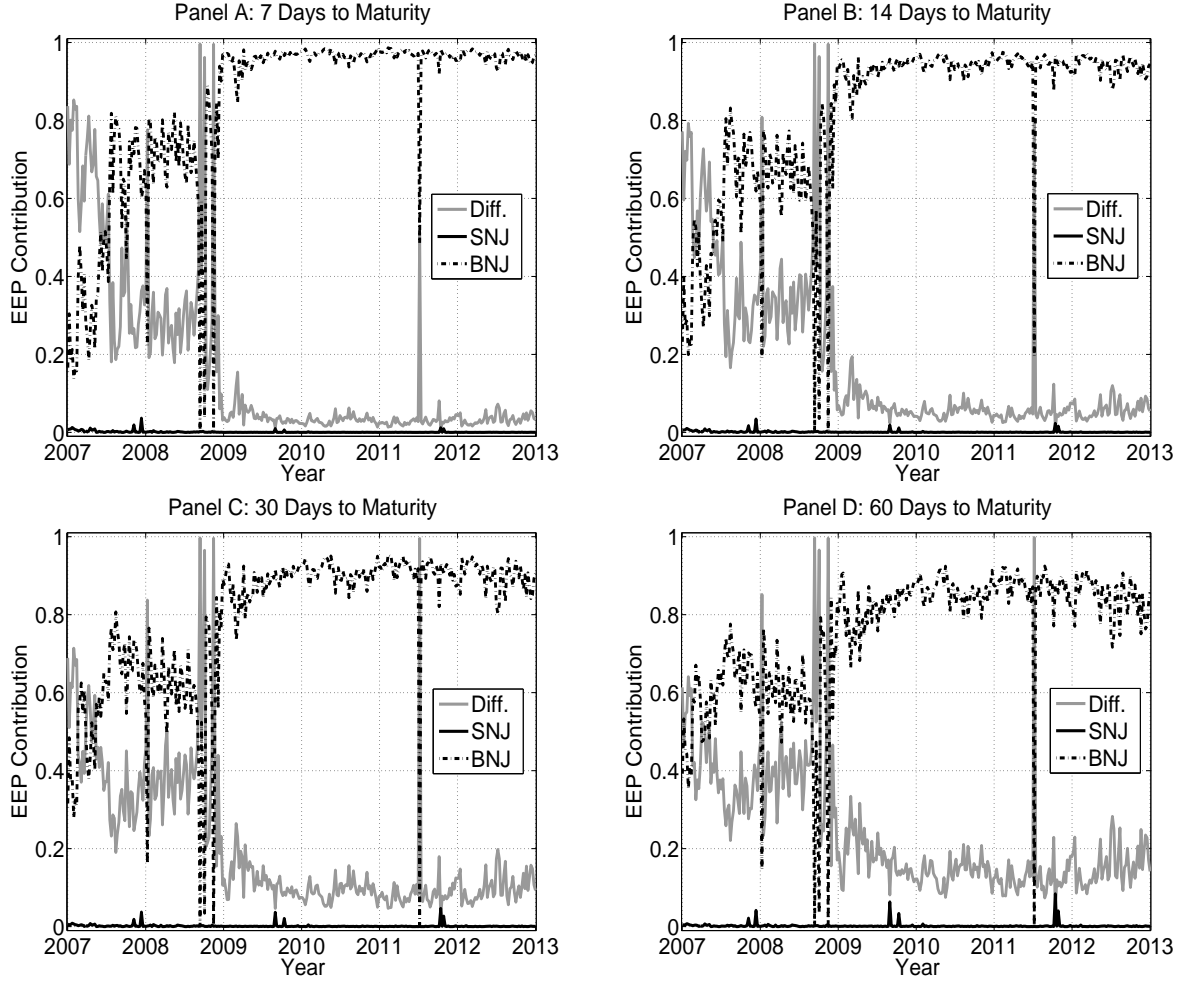 Panel A: 7 Days to Maturity
1
0.8
0.6
0.4
0.2
0
EEP Contribution
Diff.
SNJ
BNJ
2007 2008 2009 2010 2011 2012 2013
Year
Panel B: 14 Days to Maturity
1
0.8
0.6
0.4
0.2
0
EEP Contribution
Diff.
SNJ
BNJ
2007 2008 2009 2010 2011 2012 2013
Year
Panel C: 30 Days to Maturity
1
0.8
0.6
0.4
0.2
0
EEP Contribution
Diff.
SNJ
BNJ
2007 2008 2009 2010 2011 2012 2013
Year
Panel D: 60 Days to Maturity
1
0.8
0.6
0.4
0.2
0
EEP Contribution
Diff.
SNJ
BNJ
2007 2008 2009 2010 2011 2012 2013
Year